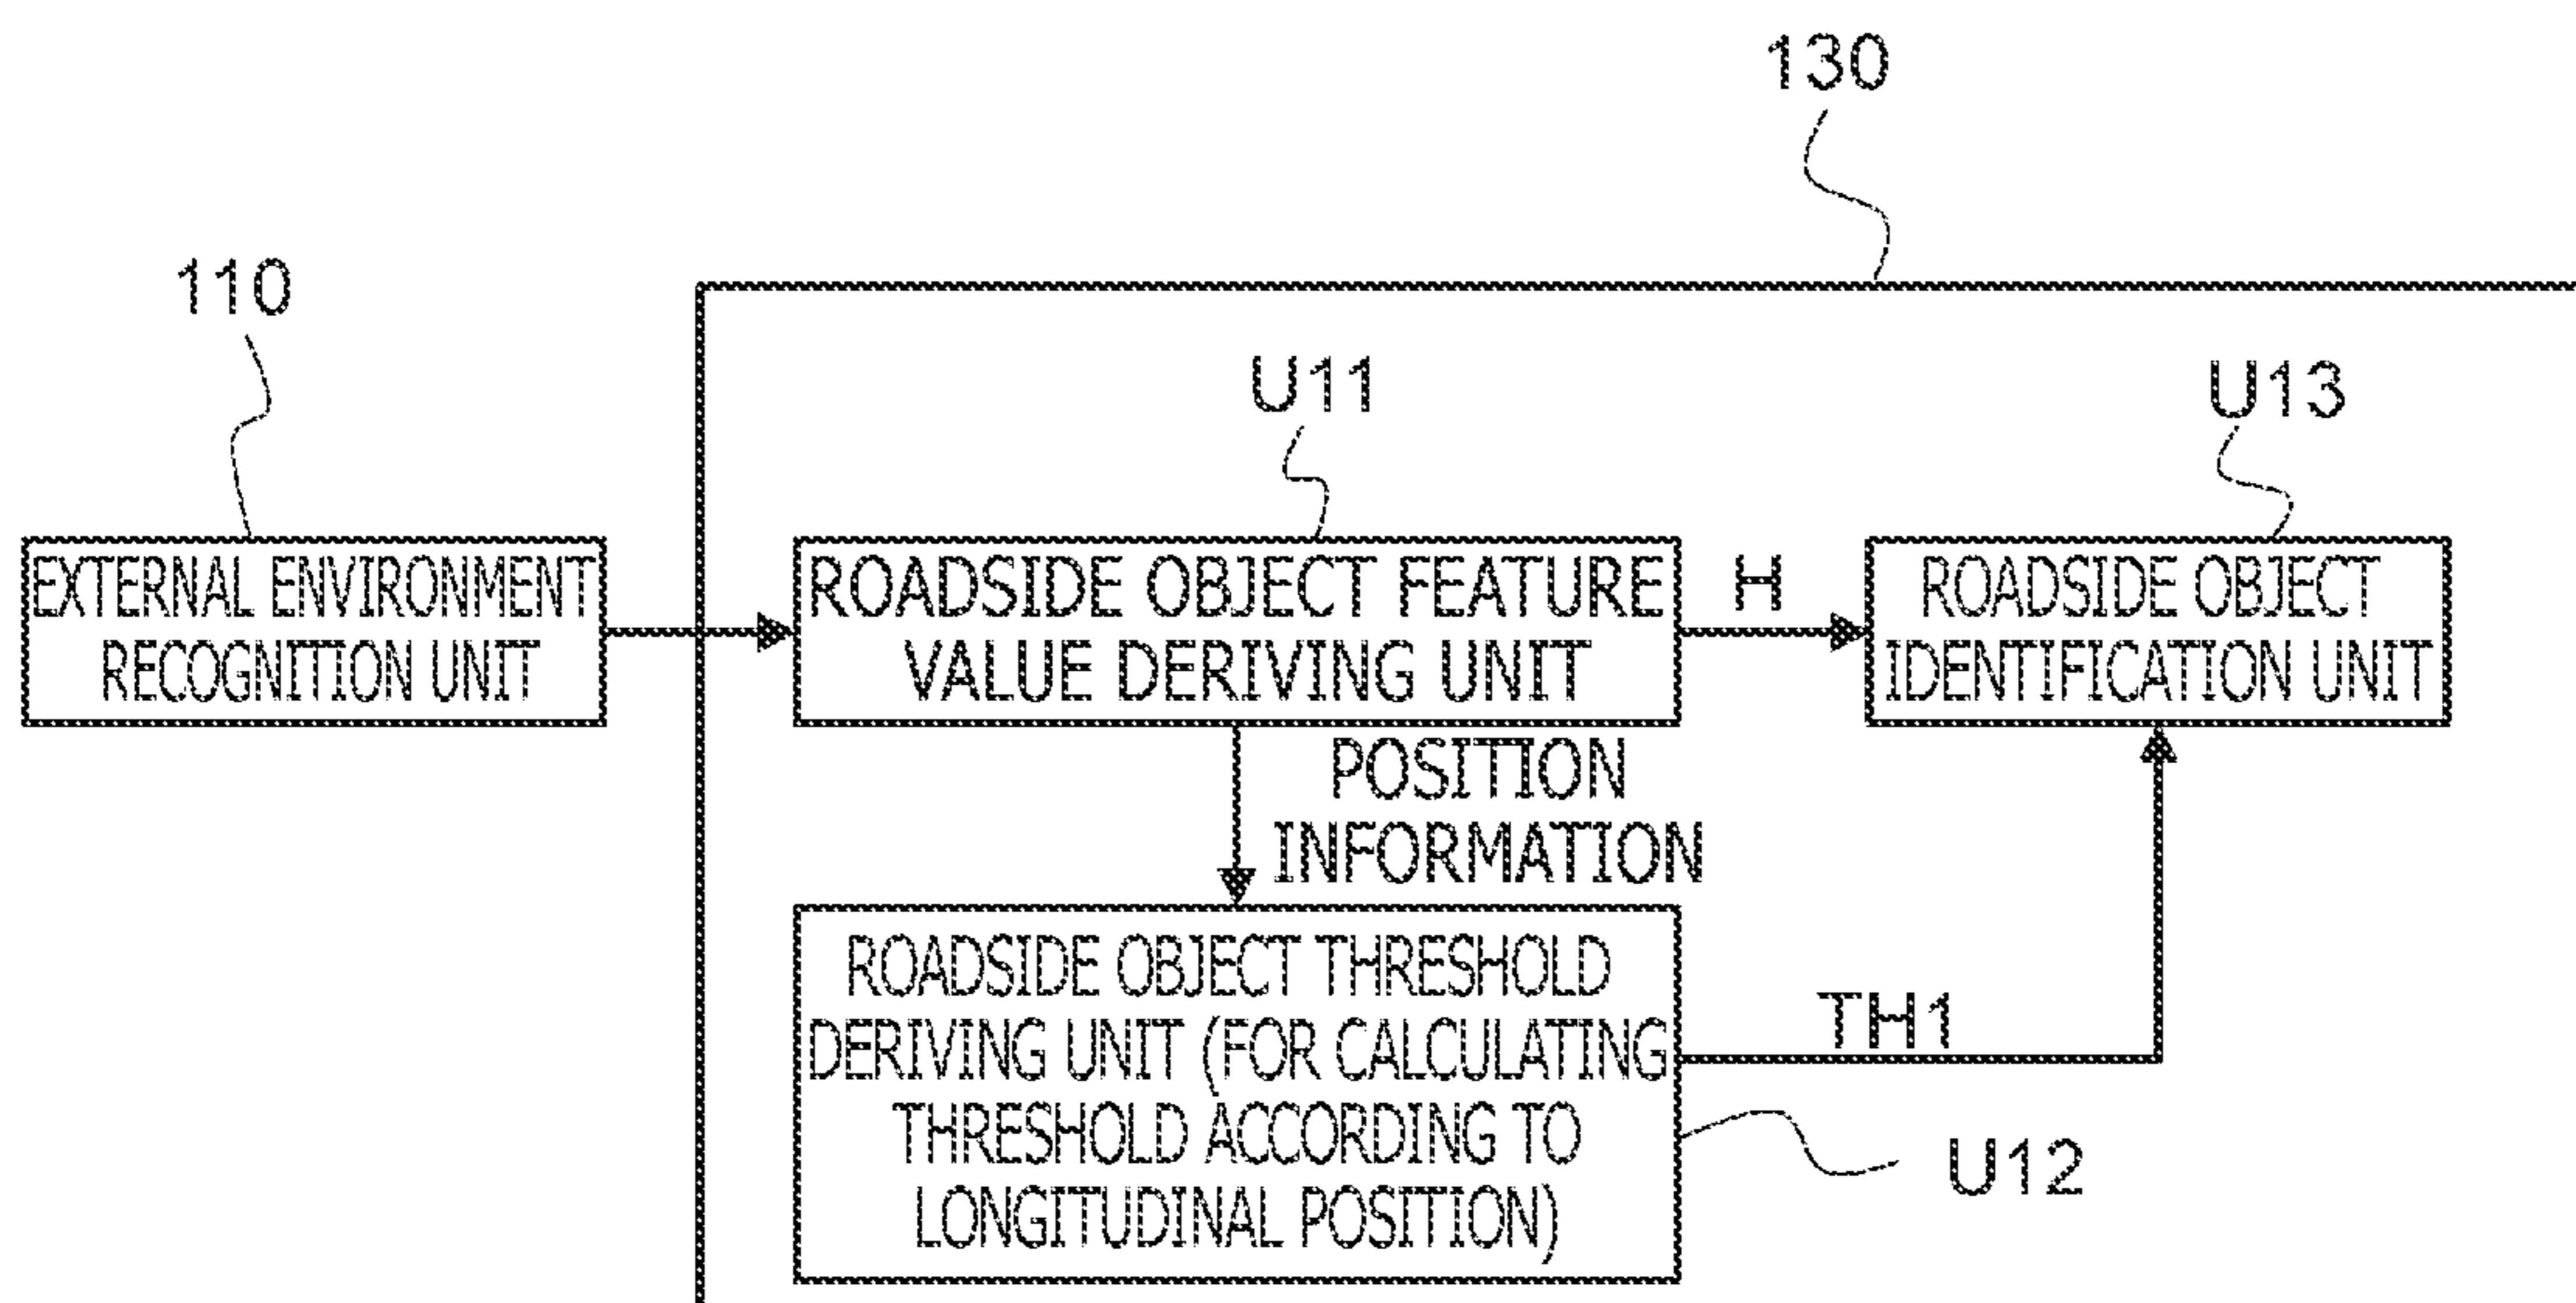 130
110
U11
U13
EXTERNAL ENVIRONMENT
RECOGNITION UNIT
ROADSIDE OBJECT FEATURE
VALUE DERIVING UNIT
H
ROADSIDE OBJECT
IDENTIFICATION UNIT
POSITION
INFORMATION
ROADSIDE OBJECT THRESHOLD
DERIVING UNIT (FOR CALCULATING
THRESHOLD ACCORDING TO
LONGITUDINAL POSITION)
TH1
U12